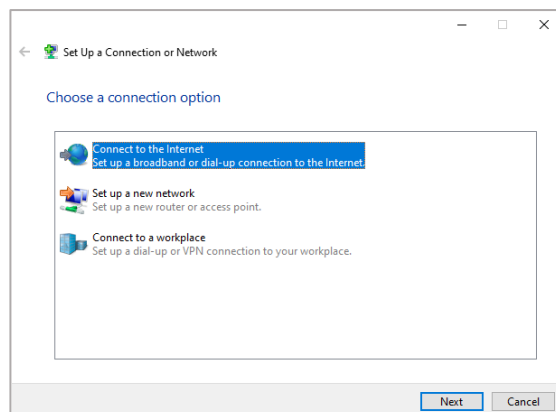 Set Up a Connection or Network
Choose a connection option
Connect to the Internet
Set up a broadband or dial-up connection to the Internet.
Set up a new network
Set up a new router or access point.
Connect to a workplace
Set up a dial-up or VPN connection to your workplace.
Next Cancel